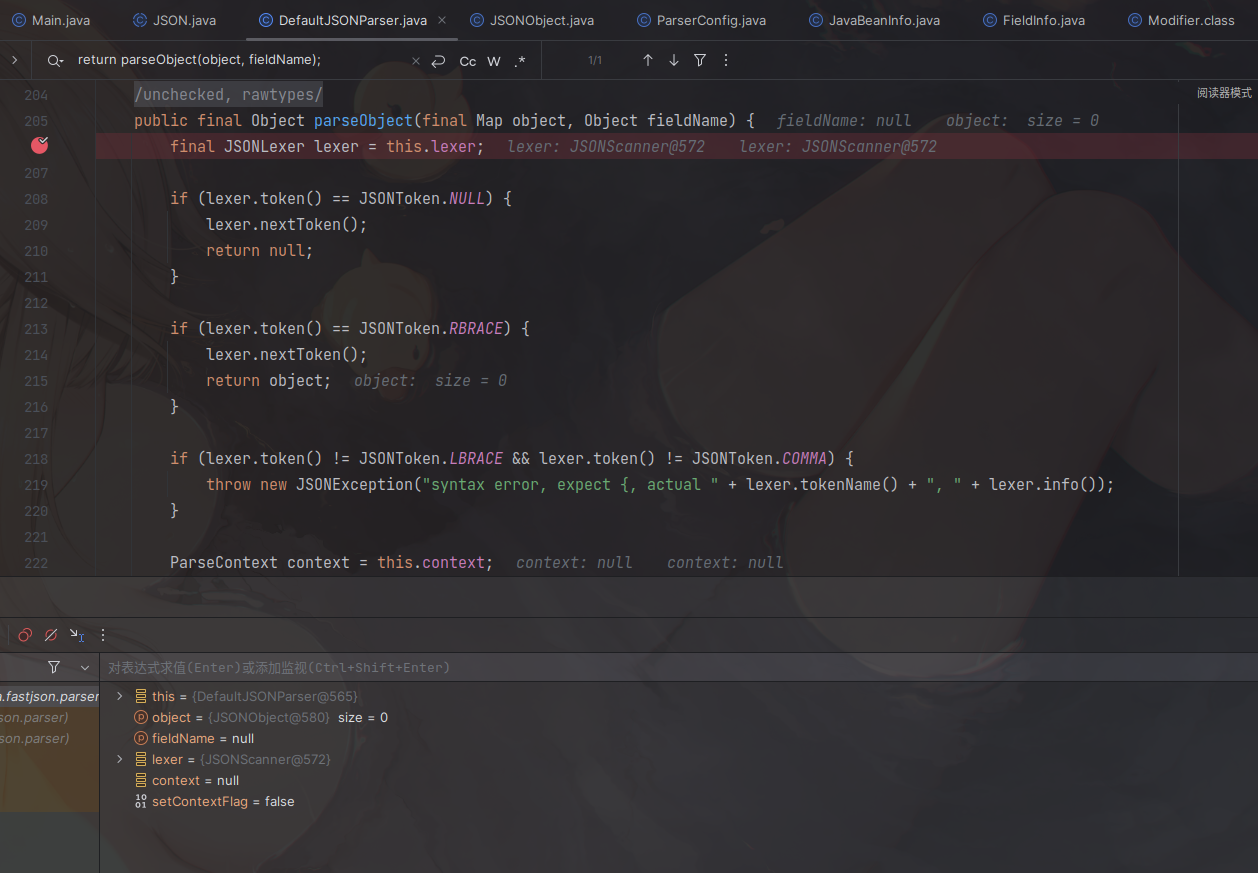 Main.java JSON.java DefaultJSONParser.java JSONObject.java ParserConfig.java JavaBeanInfo.java FieldInfo.java Modifier.class
return parseObject(object, fieldName); Cc W .* 1/1
阅读器模式
204 /unchecked, rawtypes/
205 public final Object parseObject(final Map object, Object fieldName) { fieldName: null object: size = 0
final JSONLexer lexer = this.lexer; lexer: JSONScanner@572 lexer: JSONScanner@572
207
208 if (lexer.token() == JSONToken.NULL) {
209 lexer.nextToken();
210 return null;
211 }
212
213 if (lexer.token() == JSONToken.RBRACE) {
214 lexer.nextToken();
215 return object; object: size = 0
216 }
217
218 if (lexer.token() != JSONToken.LBRACE && lexer.token() != JSONToken.COMMA) {
219 throw new JSONException("syntax error, expect {, actual " + lexer.tokenName() + ", " + lexer.info());
220 }
221
222 ParseContext context = this.context; context: null context: null
对表达式求值(Enter)或添加监视(Ctrl+Shift+Enter)
a.fastjson.parser
son.parser)
son.parser)
this = {DefaultJSONParser@565}
object = {JSONObject@580} size = 0
fieldName = null
lexer = {JSONScanner@572}
context = null
setContextFlag = false